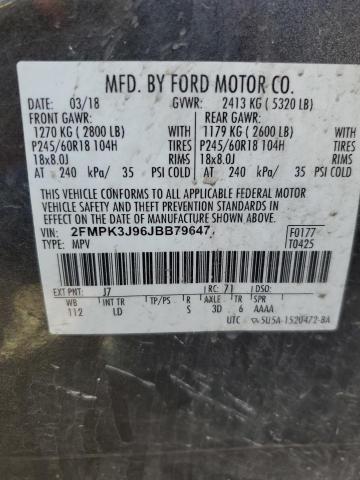 MFD. BY FORD MOTOR CO.
DATE: 03/18 GVWR: 2413 KG ( 5320 LB)
FRONT GAWR: REAR GAWR:
1270 KG ( 2800 LB) WITH 1179 KG ( 2600 LB) WITH
P245/60R18 104H TIRES P245/60R18 104H TIRES
18x8.0J RIMS 18x8.0J RIMS
AT 240 kPa/ 35 PSI COLD AT 240 kPa/ 35 PSI COLD
THIS VEHICLE CONFORMS TO ALL APPLICABLE FEDERAL MOTOR
VEHICLE SAFETY AND BUMPER STANDARDS AND THEFT PREVENTION STANDARDS IN
EFFECT ON THE DATE OF MANUFACTURE SHOWN ABOVE.
VIN: 2FMPK3J96JBB79647 F0177
TYPE: MPV T0425
EXT PNT: J7 RC: 71 DSO:
WB INT TR TP/PS R AXLE TR SPR
112 LD S 3D 6 AAAA
UTC 5U5A-1520472-BA